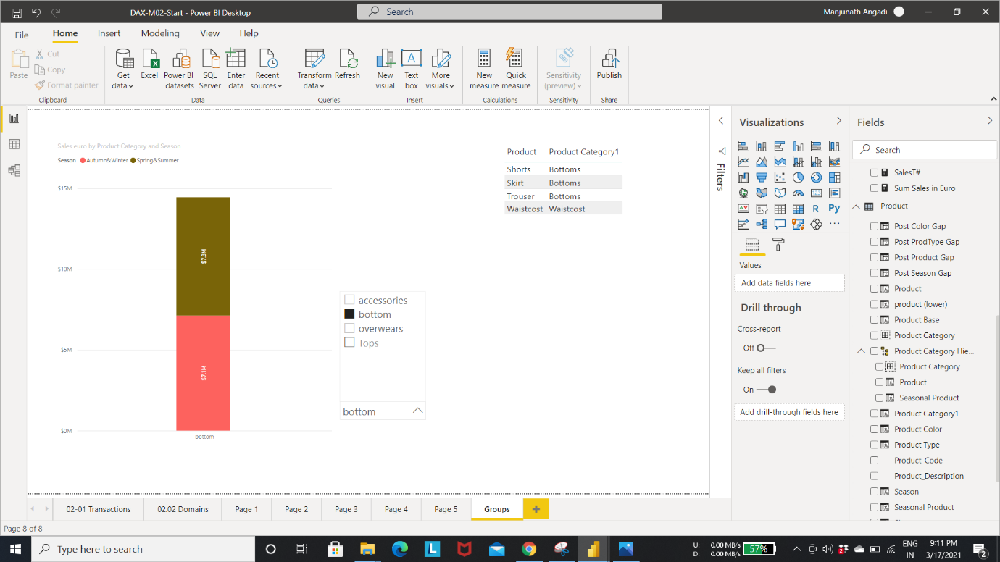 DAX-M02-Start - Power BI Desktop
Search
Manjunath Angadi
File Home Insert Modeling View Help
Paste
Cut
Copy
Format painter
Clipboard
Get data
Excel
Power BI datasets
SQL Server
Enter data
Recent sources
Data
Transform data
Refresh
Queries
New visual
Text box
More visuals
Insert
New measure
Quick measure
Calculations
Sensitivity (preview)
Sensitivity
Publish
Share
Sales euro by Product Category and Season
Season Autumn&Winter Spring&Summer
$15M
$10M
$5M
$0M
$7.3M
$7.1M
bottom
accessories
bottom
overwears
Tops
bottom
Product Product Category1
Shorts Bottoms
Skirt Bottoms
Trouser Bottoms
Waistcost Waistcost
Filters
Visualizations
R
Py
123
Values
Add data fields here
Drill through
Cross-report
Off
Keep all filters
On
Add drill-through fields here
Fields
Search
SalesT#
Sum Sales in Euro
Product
Post Color Gap
Post ProdType Gap
Post Product Gap
Post Season Gap
Product
product (lower)
Product Base
Product Category
Product Category Hie...
Product Category
Product
Seasonal Product
Product Category1
Product Color
Product Type
Product_Code
Product_Description
Season
Seasonal Product
02-01 Transactions
02.02 Domains
Page 1
Page 2
Page 3
Page 4
Page 5
Groups
Page 8 of 8
Type here to search
L
U: 0.00 MB/s
D: 0.00 MB/s
57%
2
ENG
IN
9:11 PM
3/17/2021
2